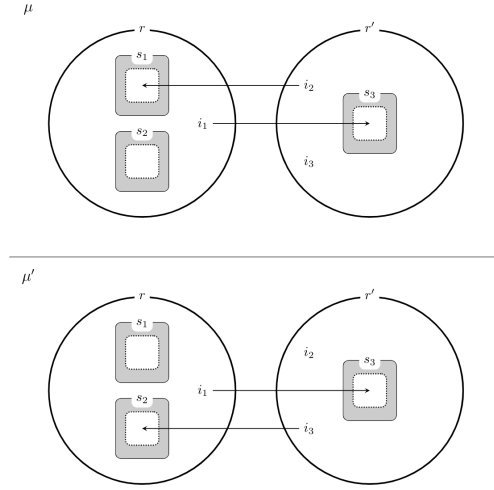 μ
r r′
s₁
i₂
s₃
i₁
s₂
i₃
μ′
r r′
s₁
i₂
s₃
i₁
s₂
i₃